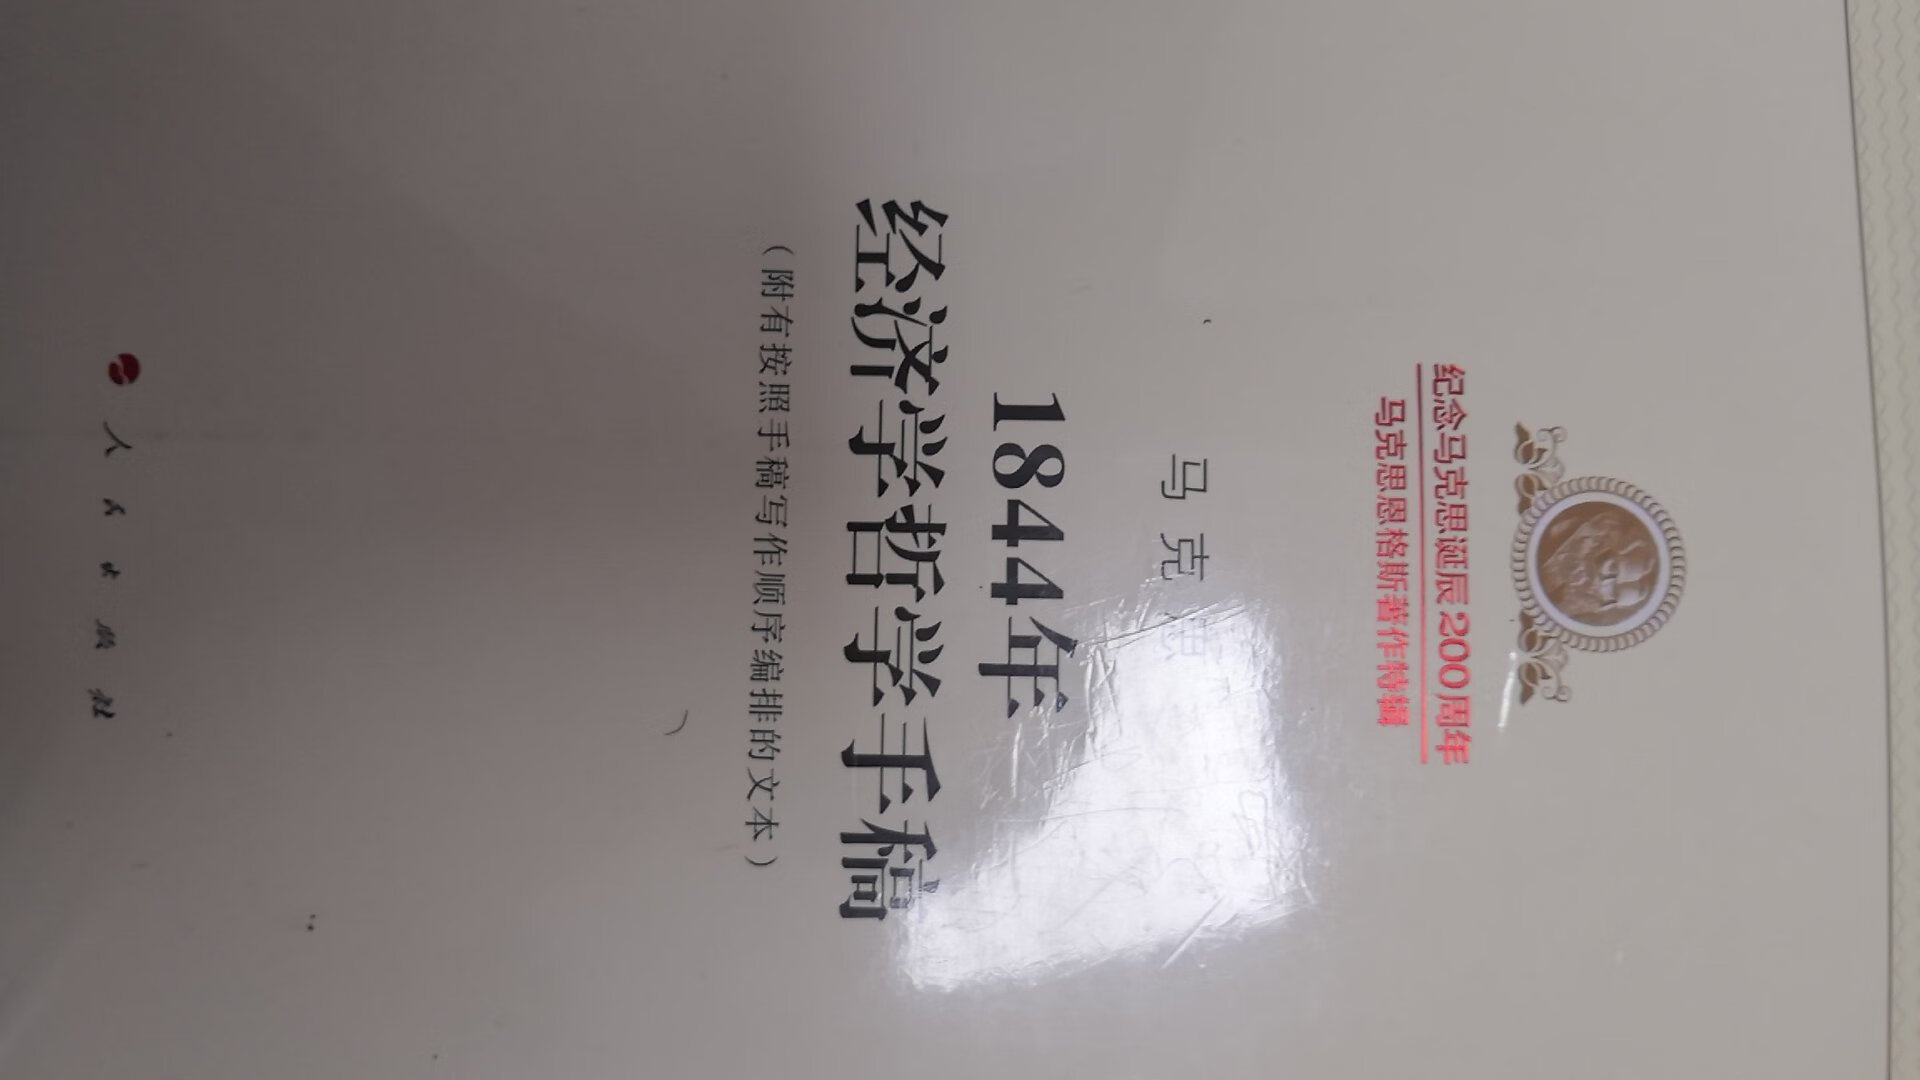 纪念马克思诞辰200周年
马克思恩格斯著作特辑
马克思
1844年
经济学哲学手稿
（附有按照手稿写作顺序编排的文本）
人民出版社